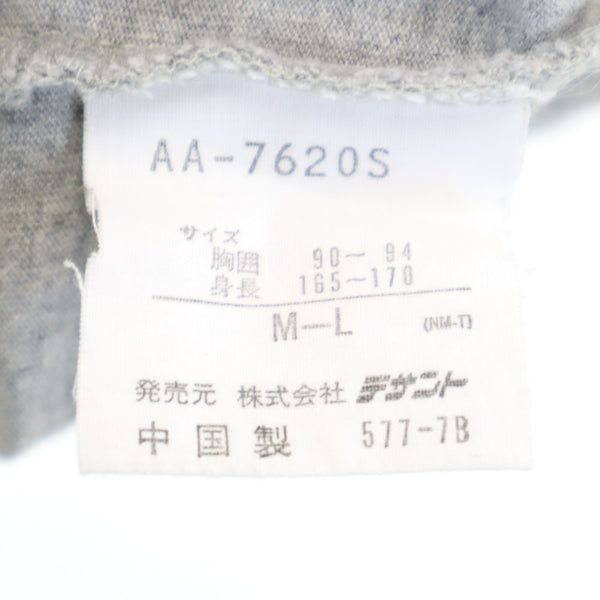 AA-7620S
サイズ
胸囲 90〜94
身長 165〜170
M—L (NM-T)
発売元 株式会社 デサント
中国製 577-7B